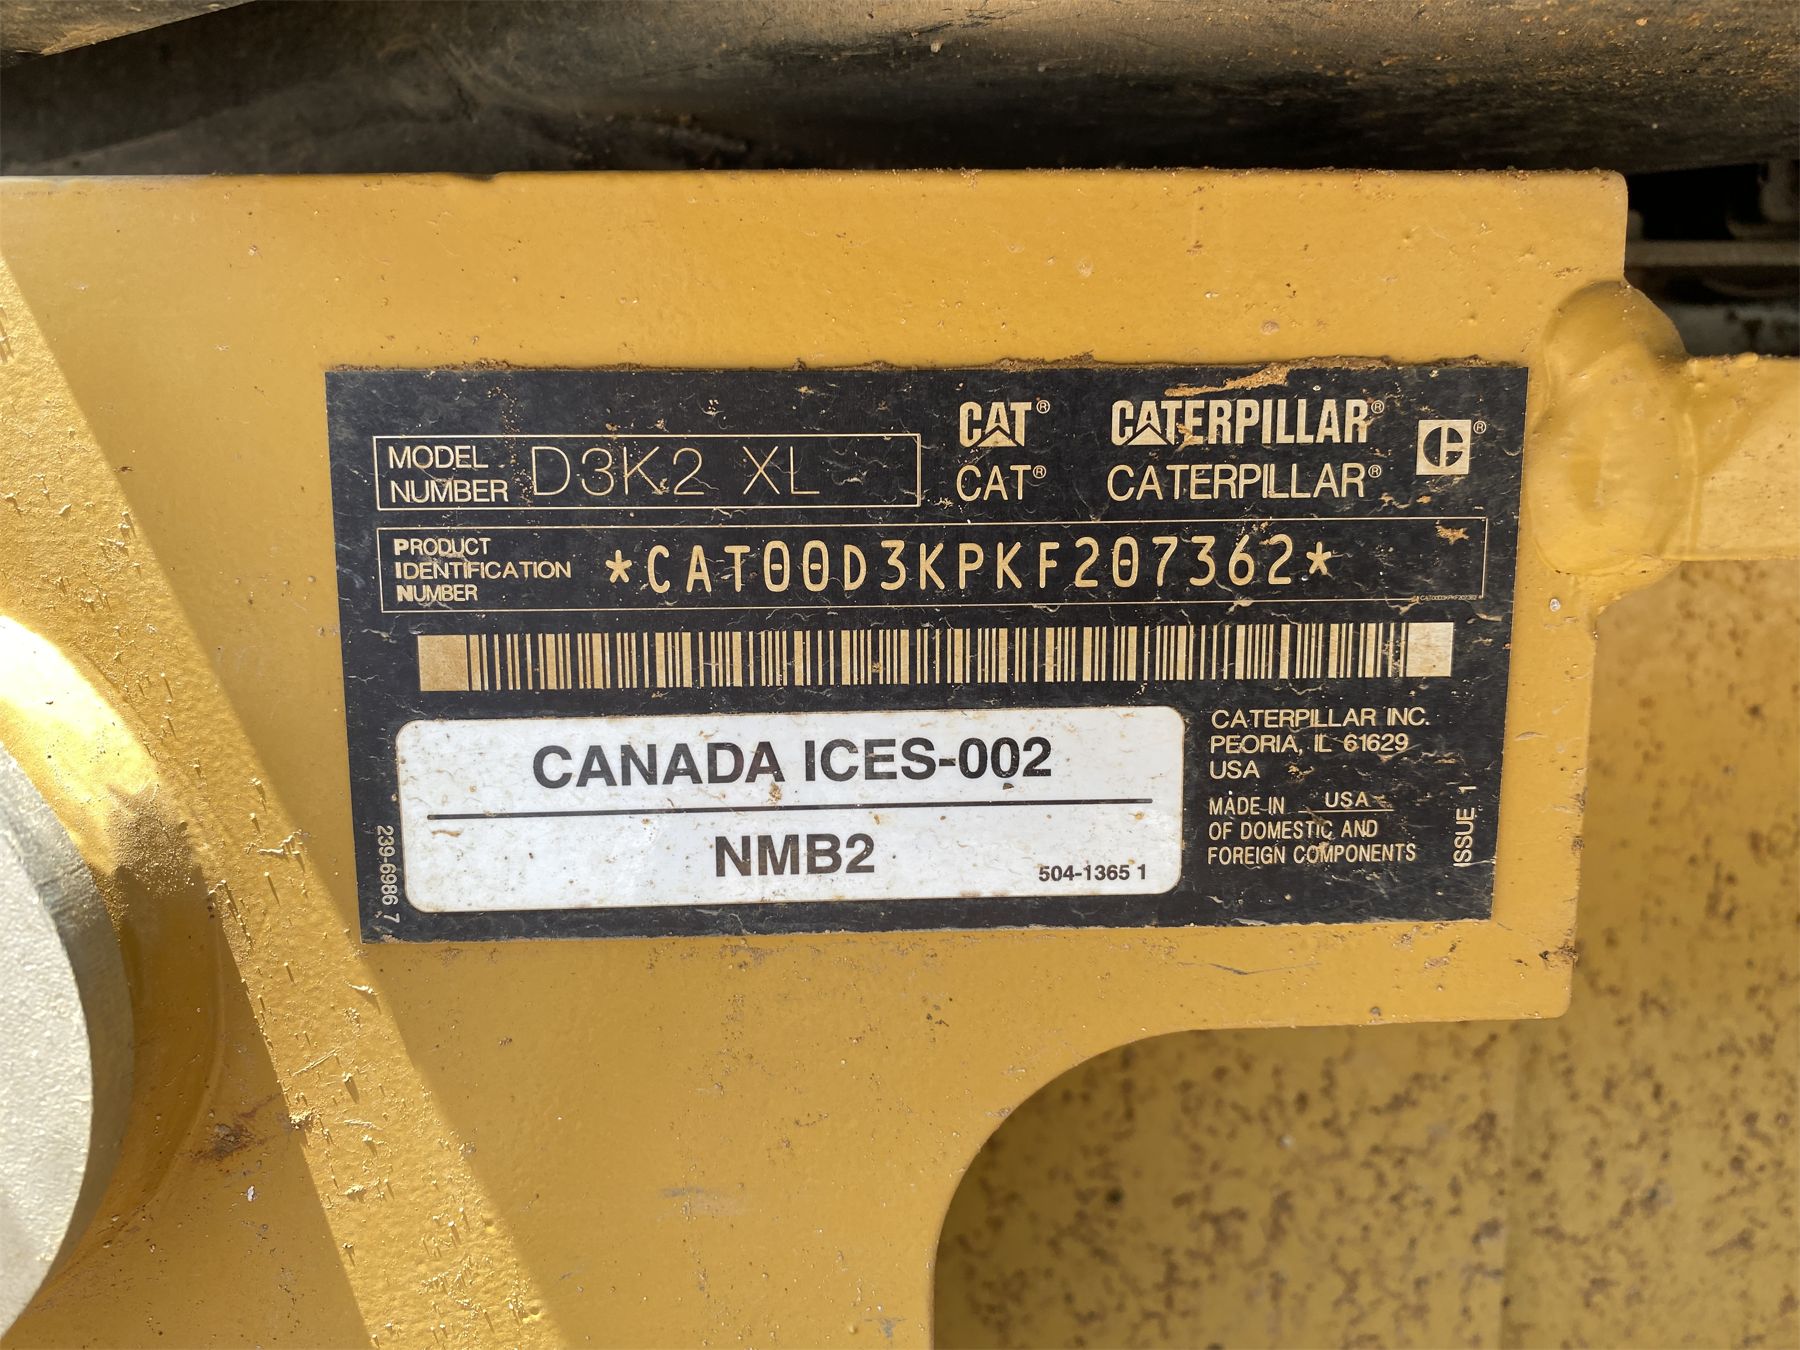 CAT® CATERPILLAR®
MODEL NUMBER D3K2 XL
CAT® CATERPILLAR® ®
PRODUCT IDENTIFICATION NUMBER *CAT00D3KPKF207362*
*CAT00D3KPKF207362
CANADA ICES-002
NMB2
504-1365 1
CATERPILLAR INC.
PEORIA, IL 61629
USA
MADE IN USA
OF DOMESTIC AND
FOREIGN COMPONENTS
ISSUE 1
239-6986 7